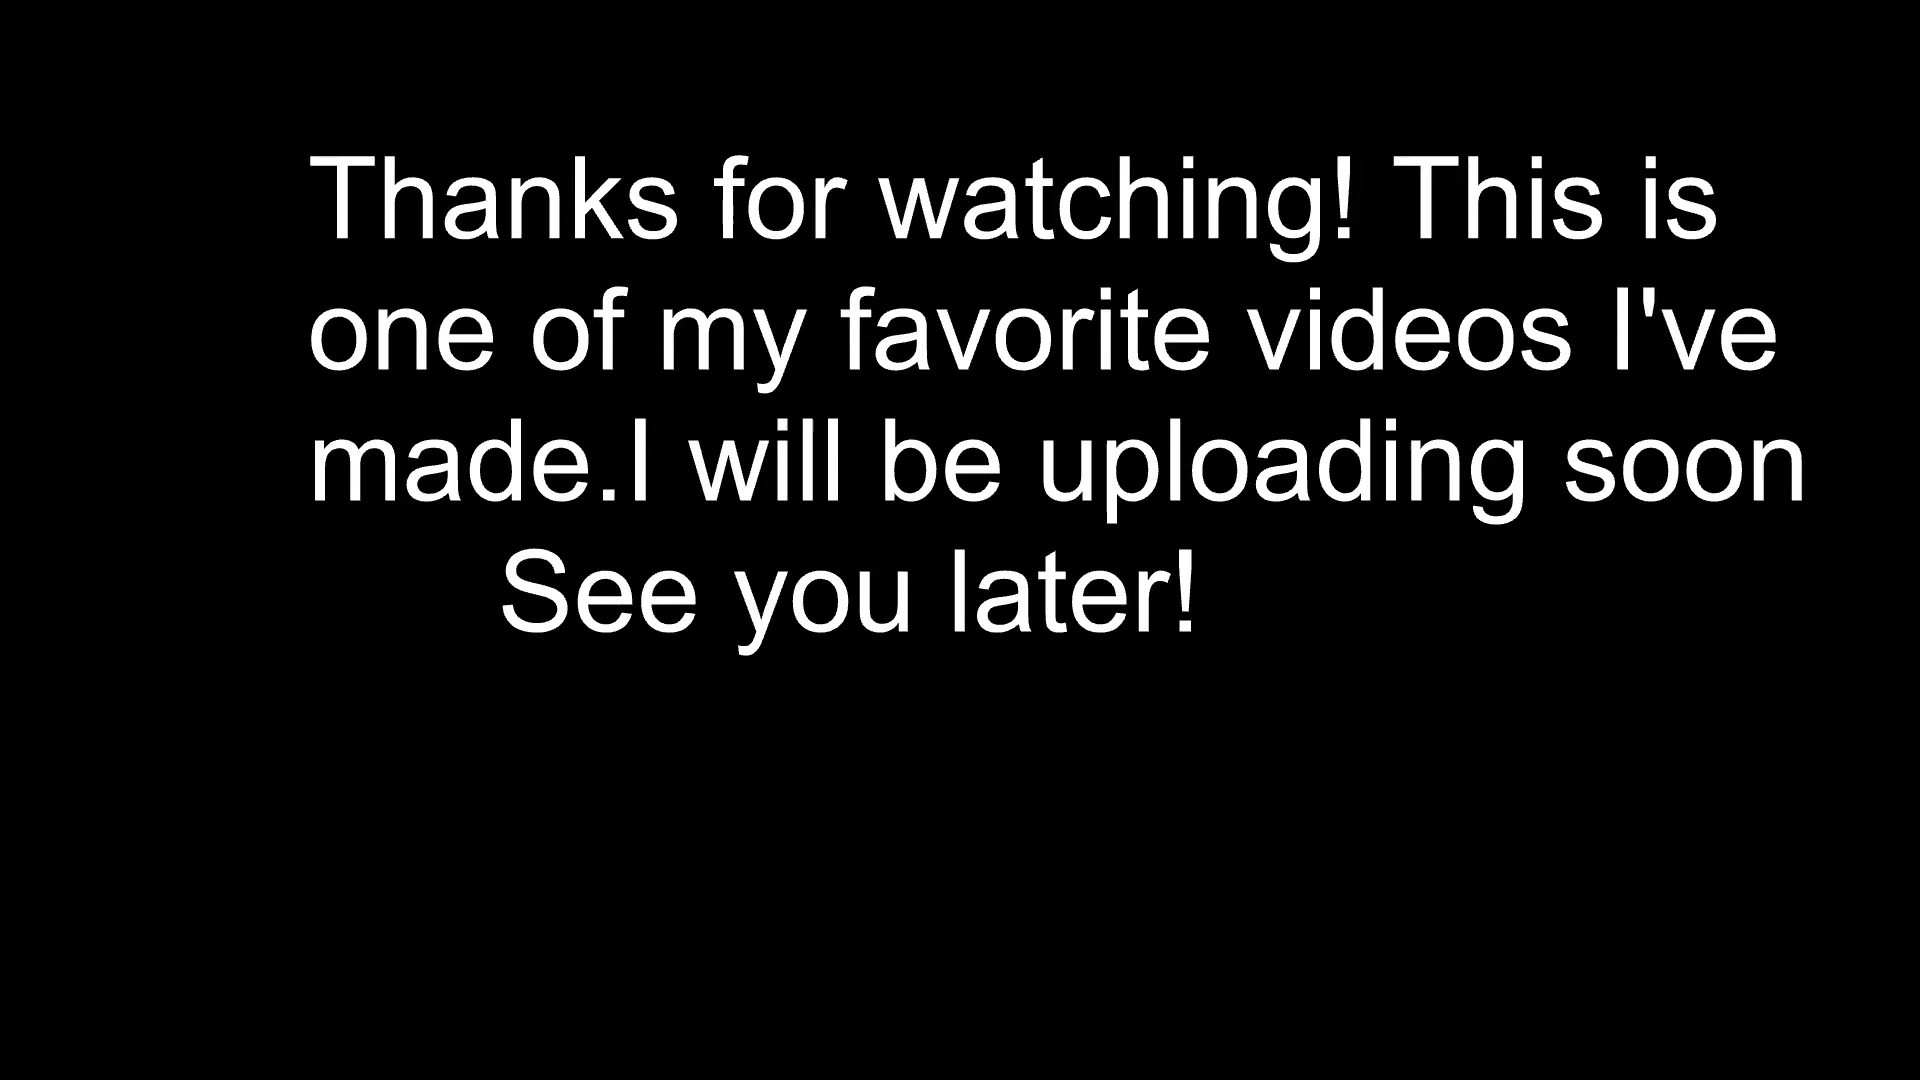 Thanks for watching! This is
one of my favorite videos I've
made.I will be uploading soon
See you later!